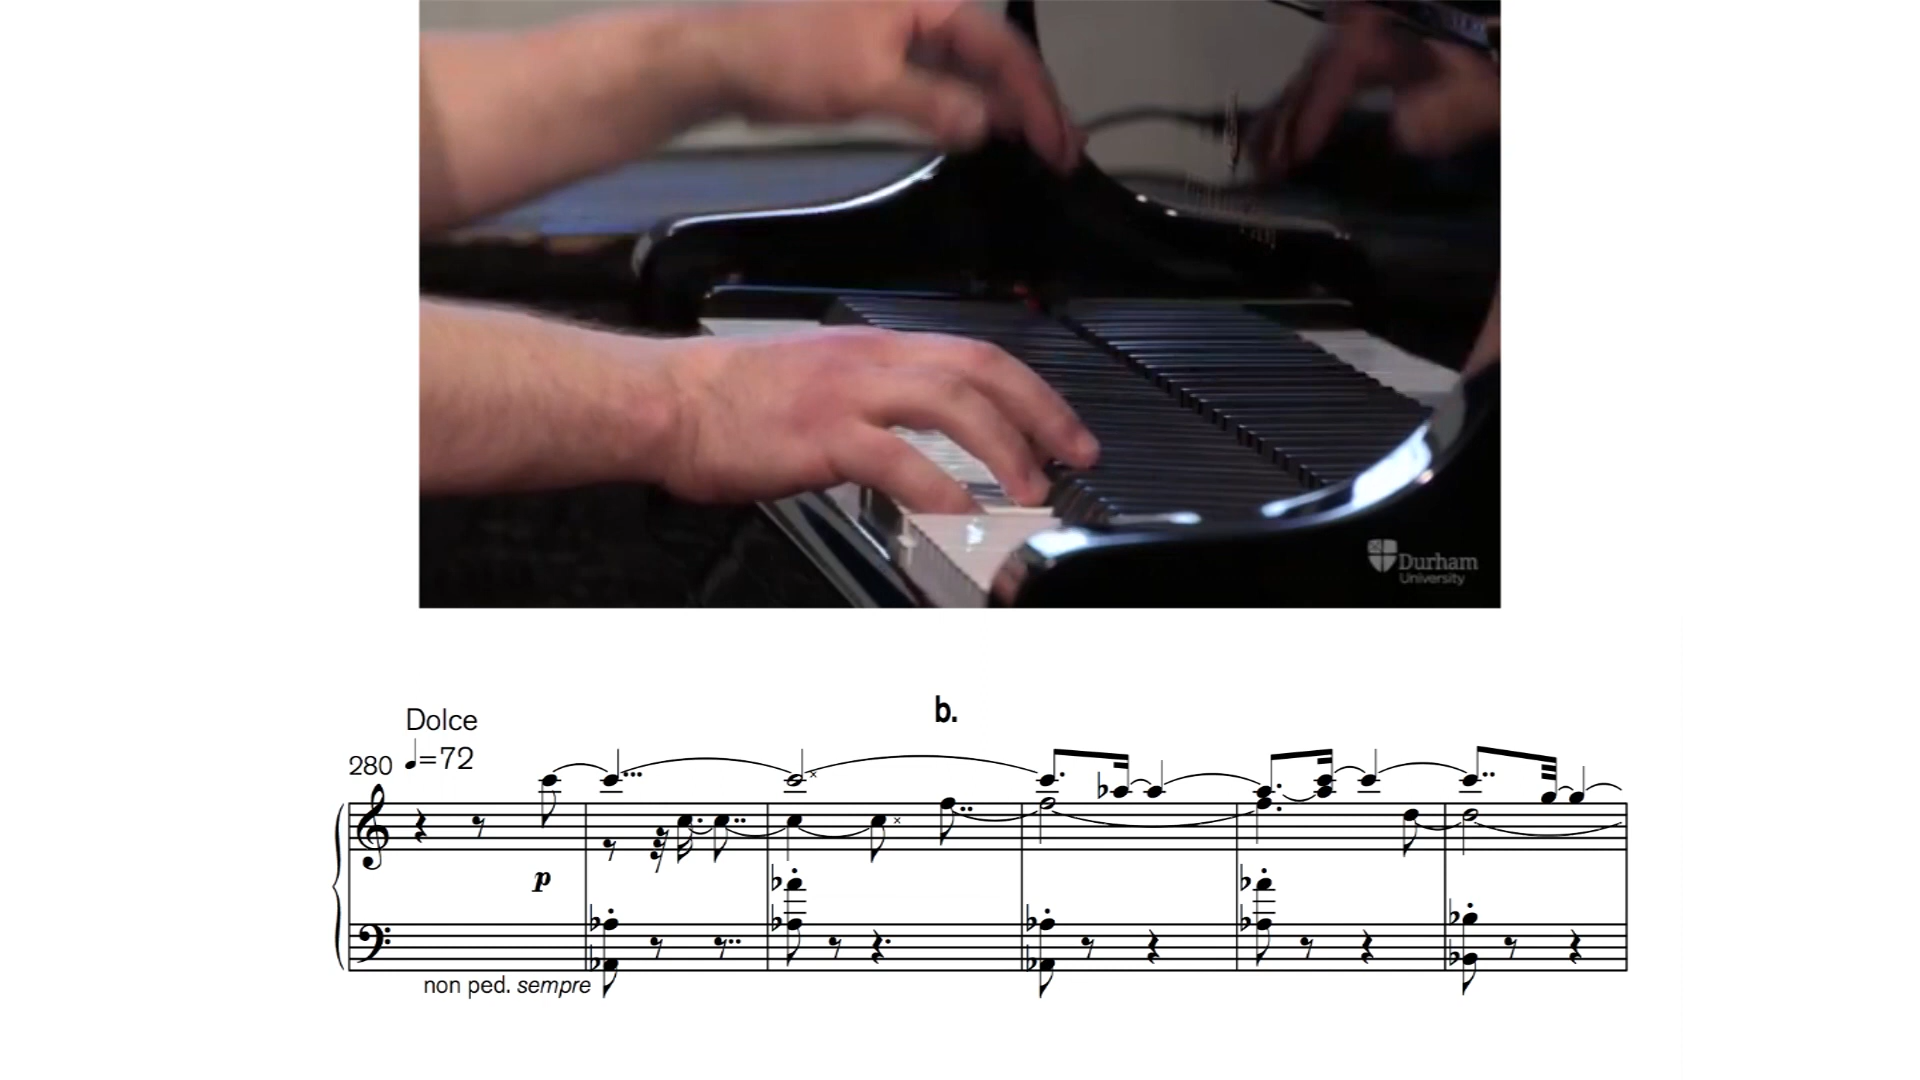 Durham
University
b.
Dolce
280 ♩=72
p
non ped. sempre